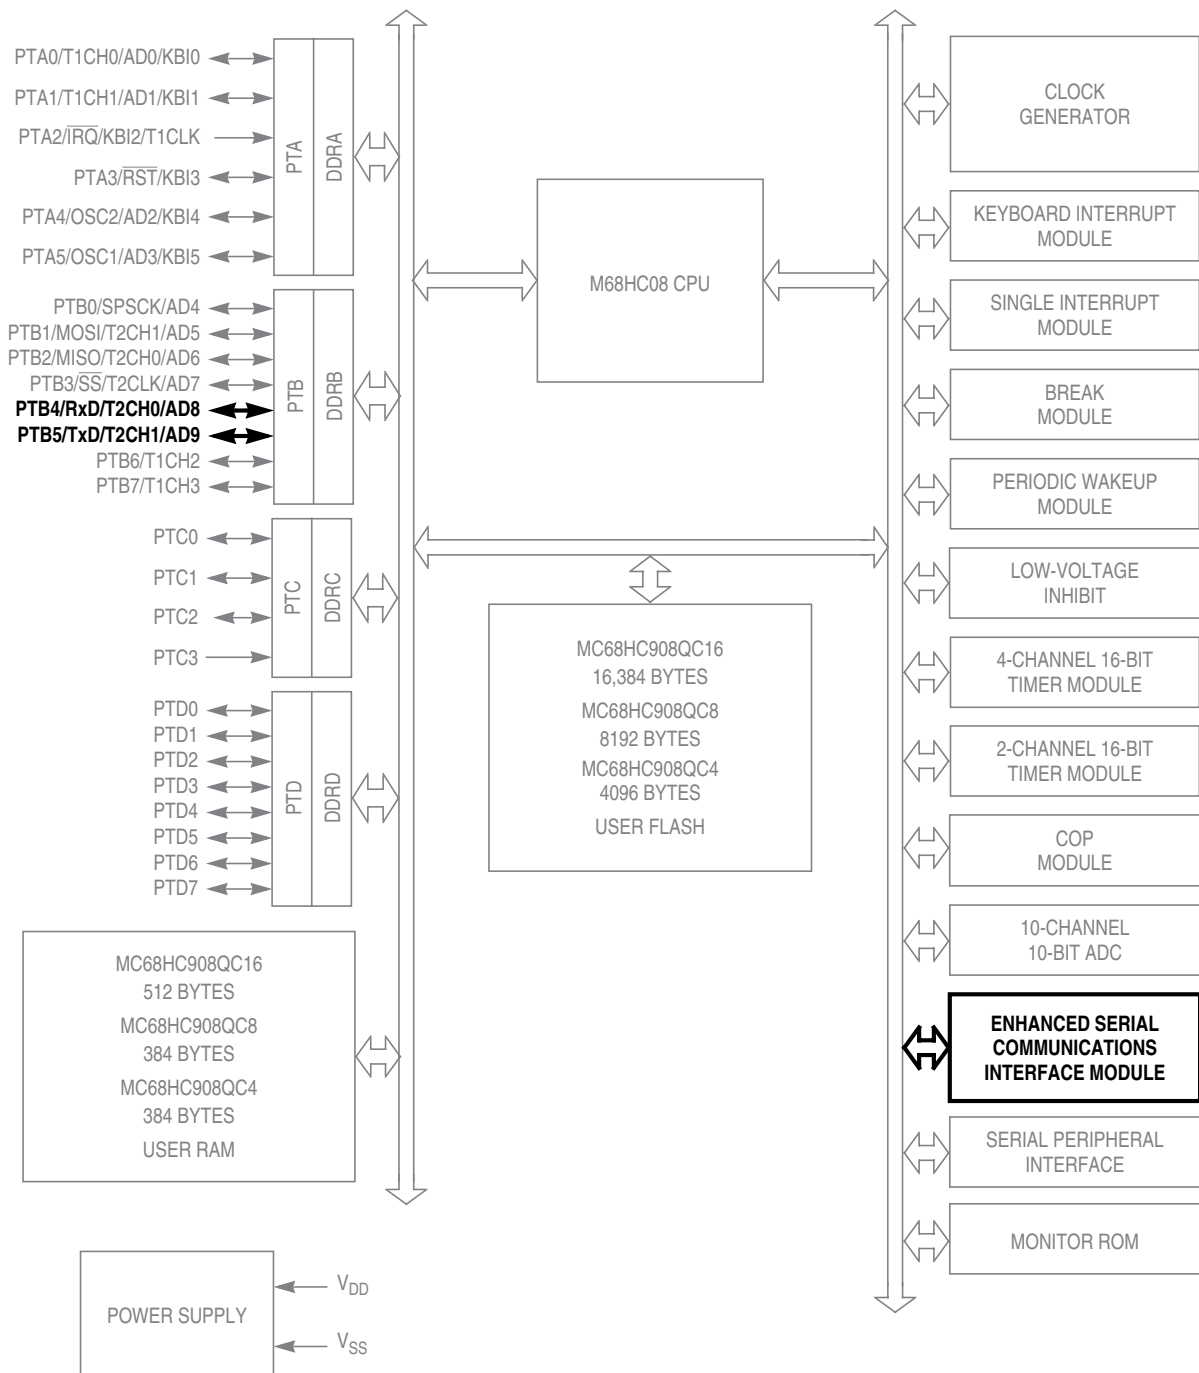 PTA0/T1CH0/AD0/KBI0
PTA1/T1CH1/AD1/KBI1
PTA2/IRQ/KBI2/T1CLK
PTA3/RST/KBI3
PTA4/OSC2/AD2/KBI4
PTA5/OSC1/AD3/KBI5
PTA
DDRA
PTB0/SPSCK/AD4
PTB1/MOSI/T2CH1/AD5
PTB2/MISO/T2CH0/AD6
PTB3/SS/T2CLK/AD7
PTB4/RxD/T2CH0/AD8
PTB5/TxD/T2CH1/AD9
PTB6/T1CH2
PTB7/T1CH3
PTB
DDRB
PTC0
PTC1
PTC2
PTC3
PTC
DDRC
PTD0
PTD1
PTD2
PTD3
PTD4
PTD5
PTD6
PTD7
PTD
DDRD
MC68HC908QC16
512 BYTES
MC68HC908QC8
384 BYTES
MC68HC908QC4
384 BYTES
USER RAM
POWER SUPPLY
VDD
VSS
M68HC08 CPU
MC68HC908QC16
16,384 BYTES
MC68HC908QC8
8192 BYTES
MC68HC908QC4
4096 BYTES
USER FLASH
CLOCK
GENERATOR
KEYBOARD INTERRUPT
MODULE
SINGLE INTERRUPT
MODULE
BREAK
MODULE
PERIODIC WAKEUP
MODULE
LOW-VOLTAGE
INHIBIT
4-CHANNEL 16-BIT
TIMER MODULE
2-CHANNEL 16-BIT
TIMER MODULE
COP
MODULE
10-CHANNEL
10-BIT ADC
ENHANCED SERIAL
COMMUNICATIONS
INTERFACE MODULE
SERIAL PERIPHERAL
INTERFACE
MONITOR ROM